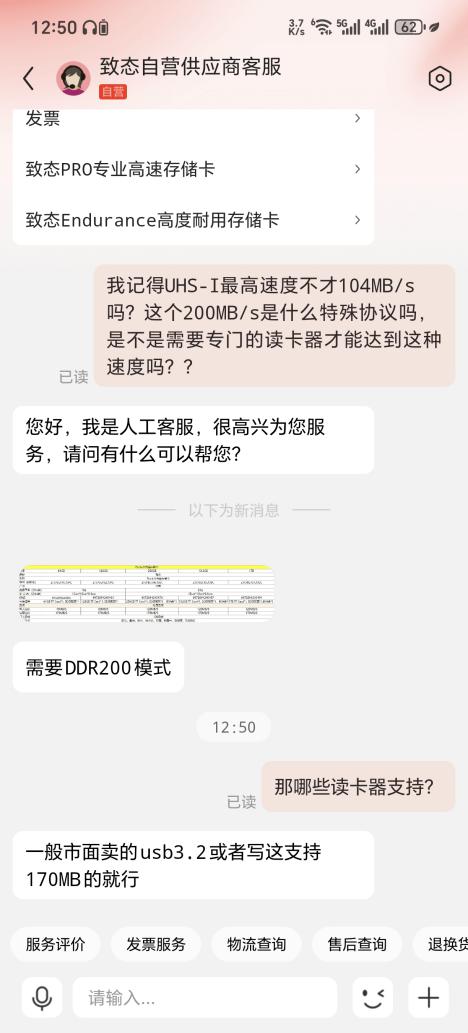 12:50
3.7 K/s 6 5G 4G 62
致态自营供应商客服
自营
发票
致态PRO专业高速存储卡
致态Endurance高度耐用存储卡
我记得UHS-I最高速度不才104MB/s
吗？这个200MB/s是什么特殊协议吗，
是不是需要专门的读卡器才能达到这种
速度吗？？
已读
您好，我是人工客服，很高兴为您服
务，请问有什么可以帮您？
以下为新消息
需要DDR200模式
12:50
那哪些读卡器支持？
已读
一般市面卖的usb3.2或者写这支持
170MB的就行
服务评价 发票服务 物流查询 售后查询 退换货
请输入...